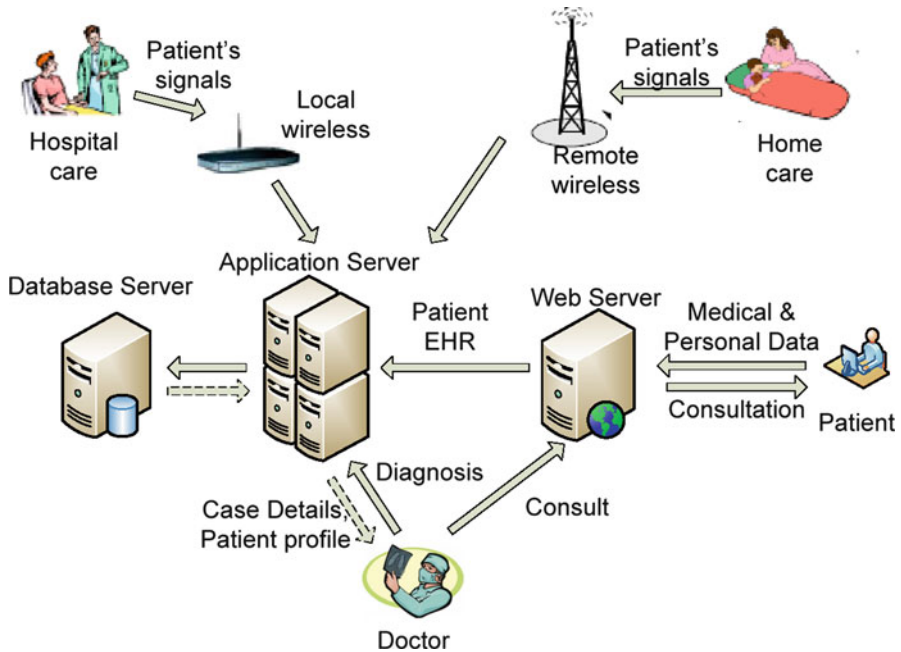 Patient's
signals
Hospital
care
Local
wireless
Patient's
signals
Remote
wireless
Home
care
Application Server
Database Server
Patient
EHR
Web Server
Medical &
Personal Data
Consultation
Patient
Diagnosis
Case Details,
Patient profile
Consult
Doctor